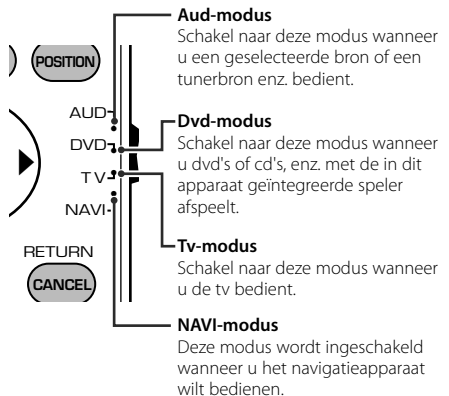 POSITION
AUD
DVD
TV
NAVI
RETURN
CANCEL
Aud-modus
Schakel naar deze modus wanneer
u een geselecteerde bron of een
tunerbron enz. bedient.
Dvd-modus
Schakel naar deze modus wanneer
u dvd's of cd's, enz. met de in dit
apparaat geïntegreerde speler
afspeelt.
Tv-modus
Schakel naar deze modus wanneer
u de tv bedient.
NAVI-modus
Deze modus wordt ingeschakeld
wanneer u het navigatieapparaat
wilt bedienen.